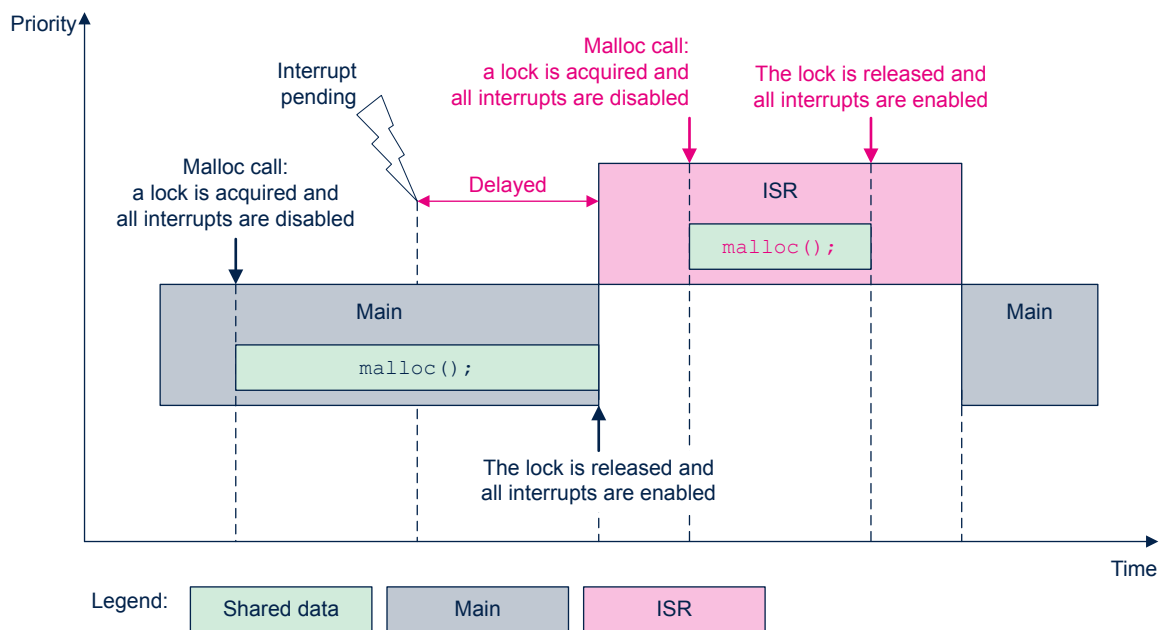 Priority
Malloc call:
a lock is acquired and
all interrupts are disabled
The lock is released and
all interrupts are enabled
Interrupt
pending
Malloc call:
a lock is acquired and
all interrupts are disabled
Delayed
ISR
malloc();
Main
Main
malloc();
The lock is released and
all interrupts are enabled
Time
Legend:
Shared data
Main
ISR